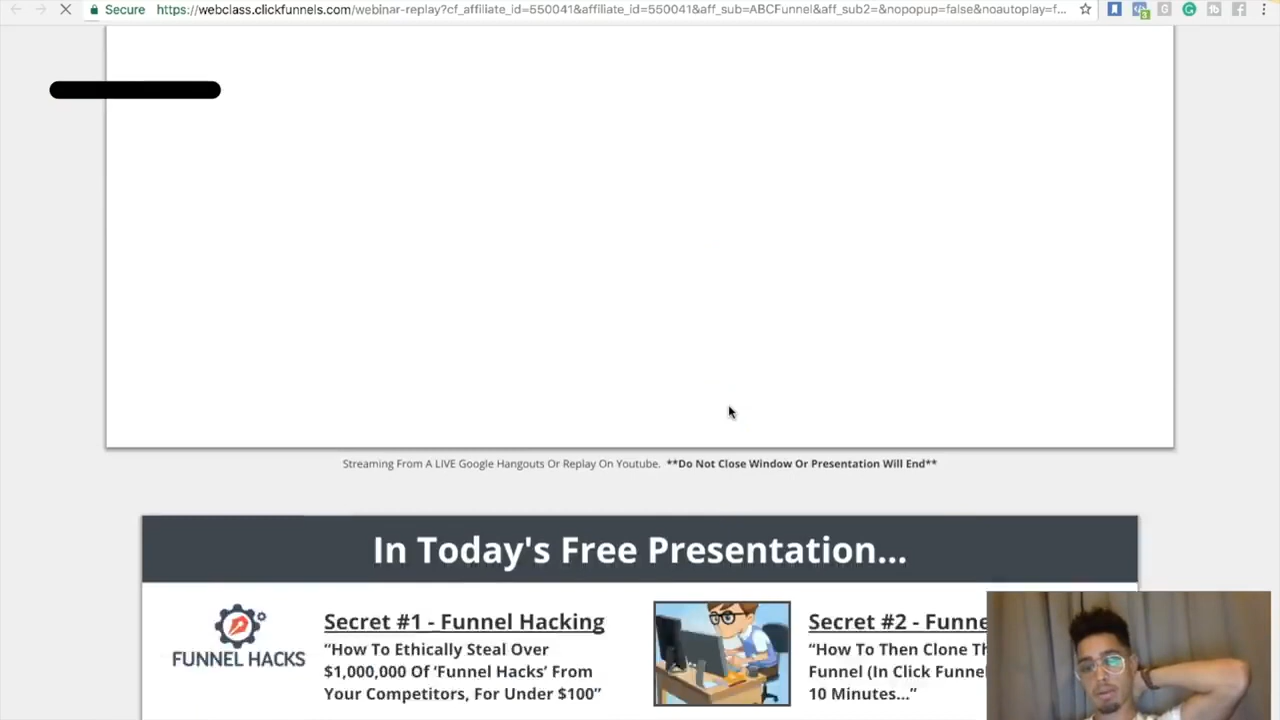 Secure https://webclass.clickfunnels.com/webinar-replay?cf_affiliate_id=550041&affiliate_id=550041&aff_sub=ABCFunnel&aff_sub2=&nopopup=false&noautoplay=f...
Streaming From A LIVE Google Hangouts Or Replay On Youtube. **Do Not Close Window Or Presentation Will End**
In Today's Free Presentation...
FUNNEL HACKS
Secret #1 - Funnel Hacking
“How To Ethically Steal Over
$1,000,000 Of ‘Funnel Hacks’ From
Your Competitors, For Under $100”
Secret #2 - Funne
“How To Then Clone Th
Funnel (In Click Funnel
10 Minutes...”